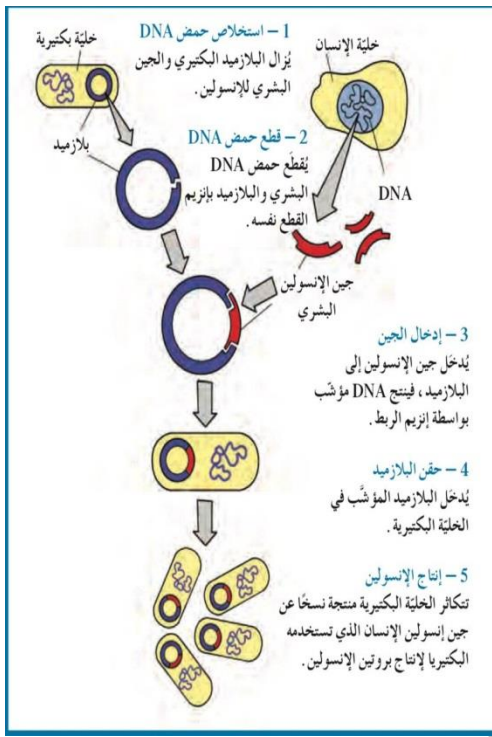 1 – استخلاص حمض DNA
يُزال البلازميد البكتيري والجين
البشري للإنسولين.
خليّة بكتيرية
خليّة الإنسان
بلازميد
2 – قطع حمض DNA
يُقطَع حمض DNA
البشري والبلازميد بإنزيم
القطع نفسه.
DNA
جين الإنسولين
البشري
3 – إدخال الجين
يُدخَل جين الإنسولين إلى
البلازميد، فينتج DNA مؤشّب
بواسطة إنزيم الربط.
4 – حقن البلازميد
يُدخَل البلازميد المؤشَّب في
الخليّة البكتيرية.
5 – إنتاج الإنسولين
تتكاثر الخليّة البكتيرية منتجة نسخًا عن
جين إنسولين الإنسان الذي تستخدمه
البكتيريا لإنتاج بروتين الإنسولين.